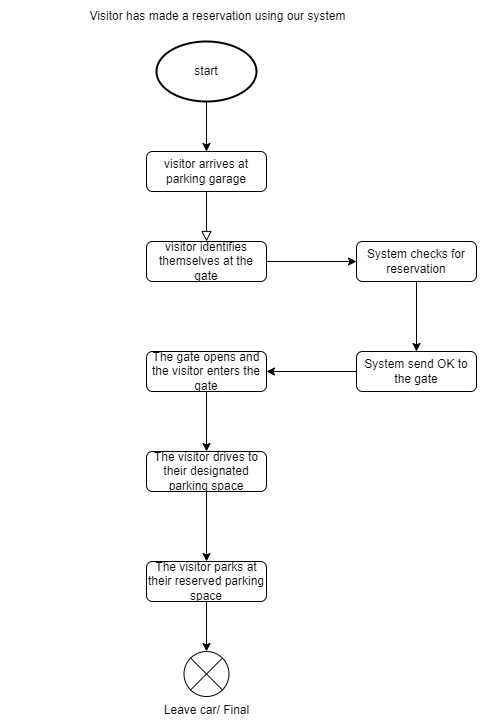 Visitor has made a reservation using our system
start
visitor arrives at
parking garage
visitor identifies
themselves at the
gate
System checks for
reservation
The gate opens and
the visitor enters the
gate
System send OK to
the gate
The visitor drives to
their designated
parking space
The visitor parks at
their reserved parking
space
Leave car/ Final